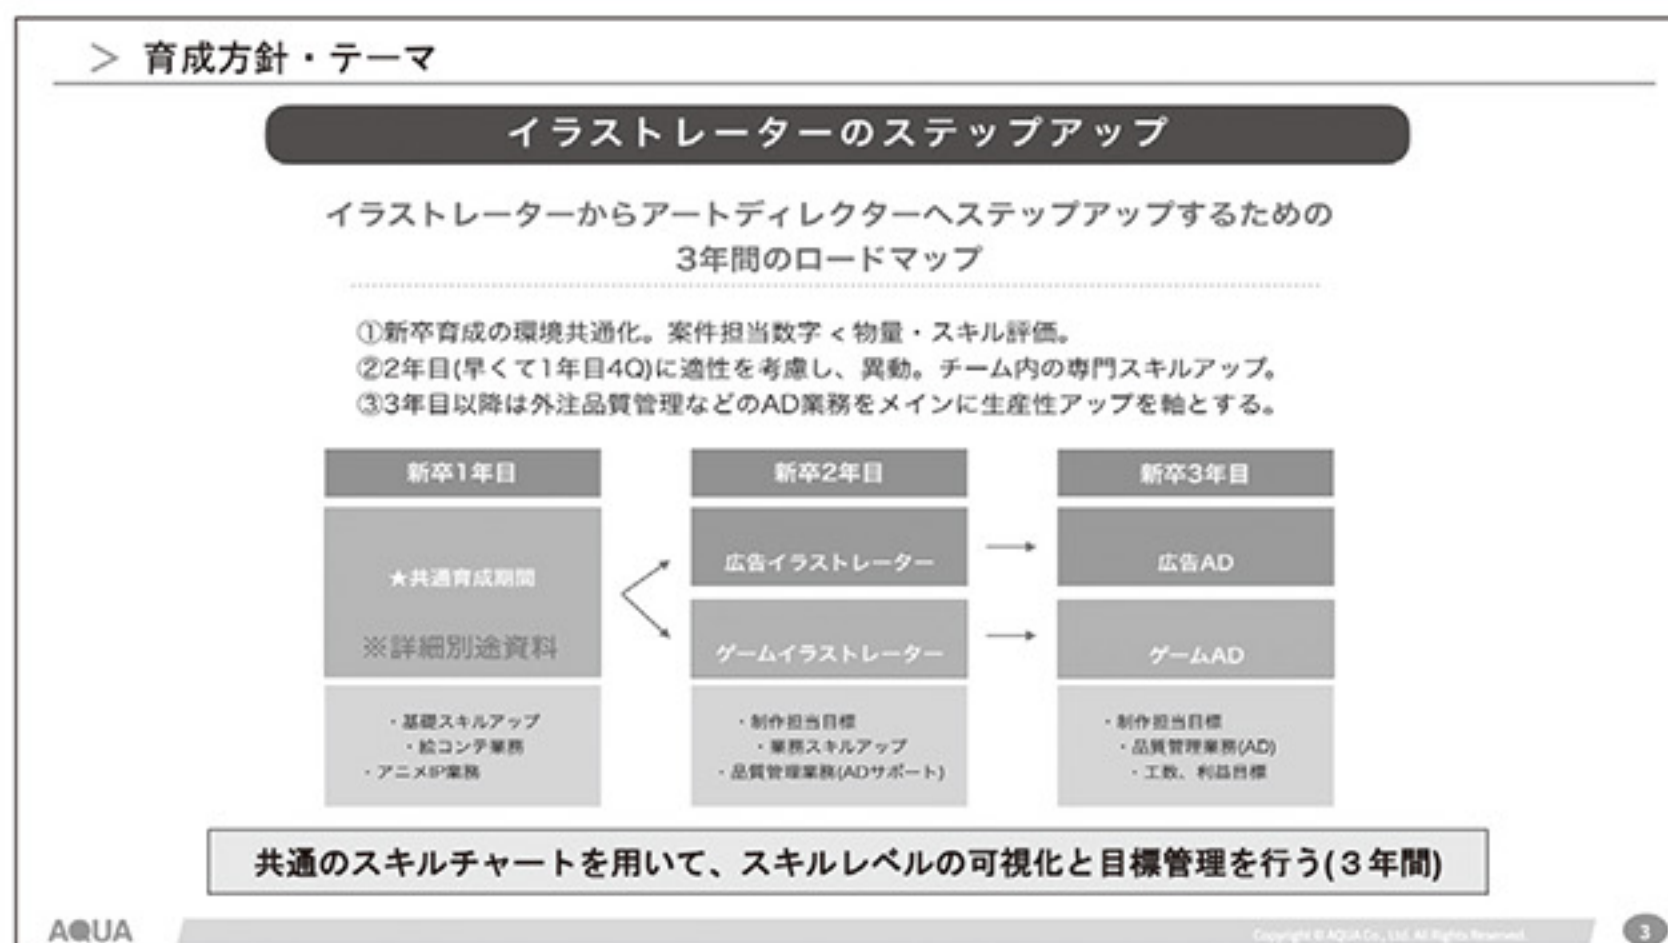 > 育成方針・テーマ
イラストレーターのステップアップ
イラストレーターからアートディレクターへステップアップするための
3年間のロードマップ
①新卒育成の環境共通化。案件担当数字 < 物量・スキル評価。
②2年目(早くて1年目4Q)に適性を考慮し、異動。チーム内の専門スキルアップ。
③3年目以降は外注品質管理などのAD業務をメインに生産性アップを軸とする。
新卒1年目
★共通育成期間
※詳細別途資料
・基礎スキルアップ
・絵コンテ業務
・アニメIP業務
新卒2年目
広告イラストレーター
ゲームイラストレーター
・制作担当目標
・業務スキルアップ
・品質管理業務(ADサポート)
新卒3年目
広告AD
ゲームAD
・制作担当目標
・品質管理業務(AD)
・工数、利益目標
共通のスキルチャートを用いて、スキルレベルの可視化と目標管理を行う(３年間)
AQUA
Copyright © AQUA Co., Ltd. All Rights Reserved.
3